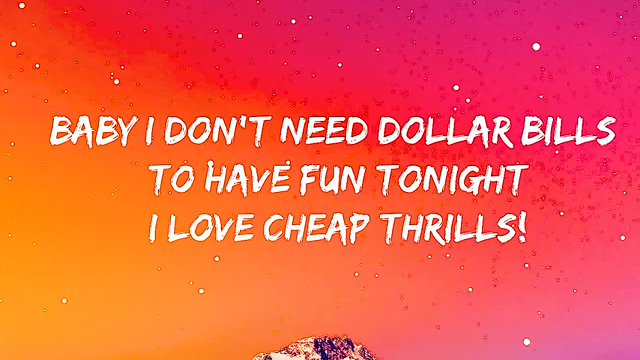 BABY I DON'T NEED DOLLAR BILLS
TO HAVE FUN TONIGHT
I LOVE CHEAP THRILLS!